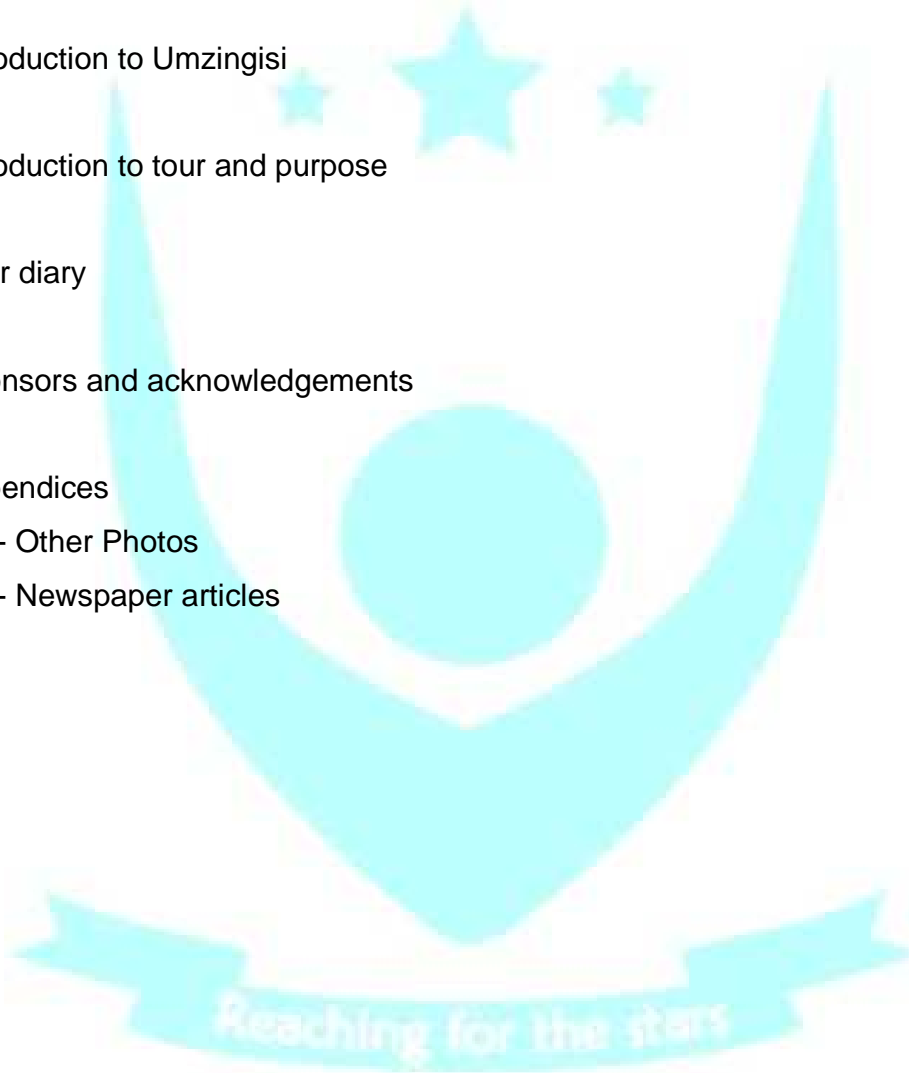 oduction to Umzingisi
oduction to tour and purpose
r diary
onsors and acknowledgements
endices
- Other Photos
- Newspaper articles
Reaching for the stars